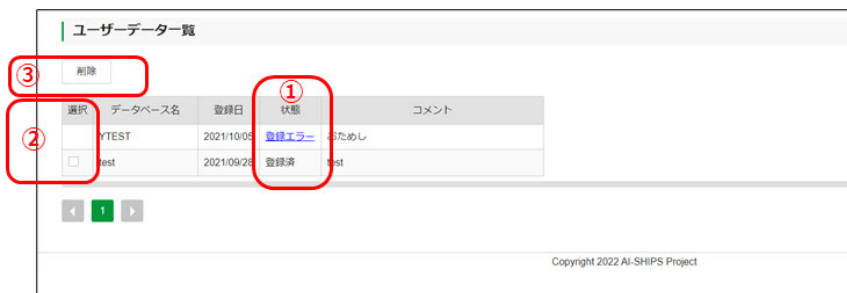 ユーザーデータ一覧
③ 削除
①
選択 データベース名 登録日 状態 コメント
② YTEST 2021/10/05 登録エラー おためし
test 2021/09/28 登録済 test
1
Copyright 2022 AI-SHIPS Project